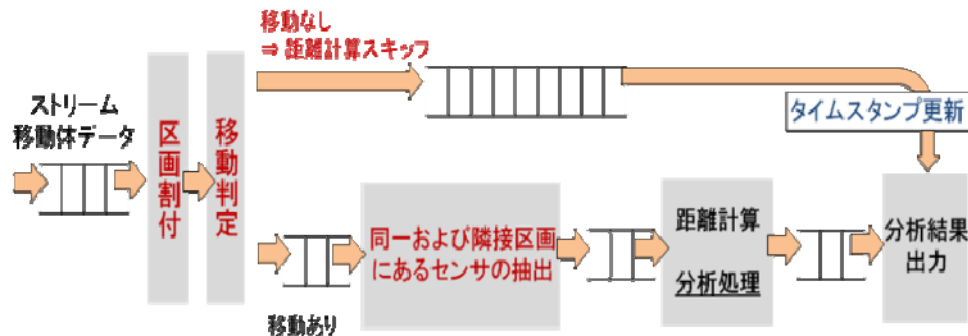 移動なし
⇒ 距離計算スキップ
ストリーム
移動体データ
区画割付
移動判定
タイムスタンプ更新
同一および隣接区画
にあるセンサの抽出
距離計算
分析処理
分析結果
出力
移動あり